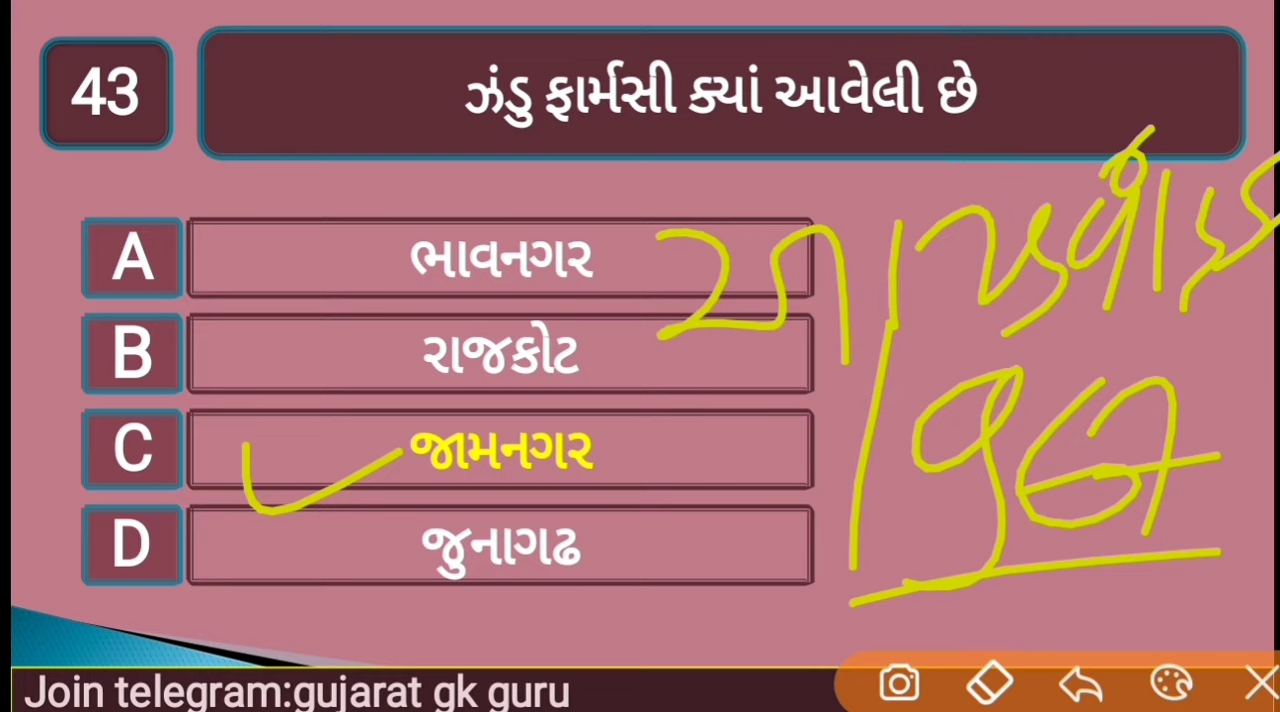 43
ઝંડુ ફાર્મસી ક્યાં આવેલી છે
A ભાવનગર
B રાજકોટ
C જામનગર
D જુનાગઢ
Join telegram:gujarat gk guru